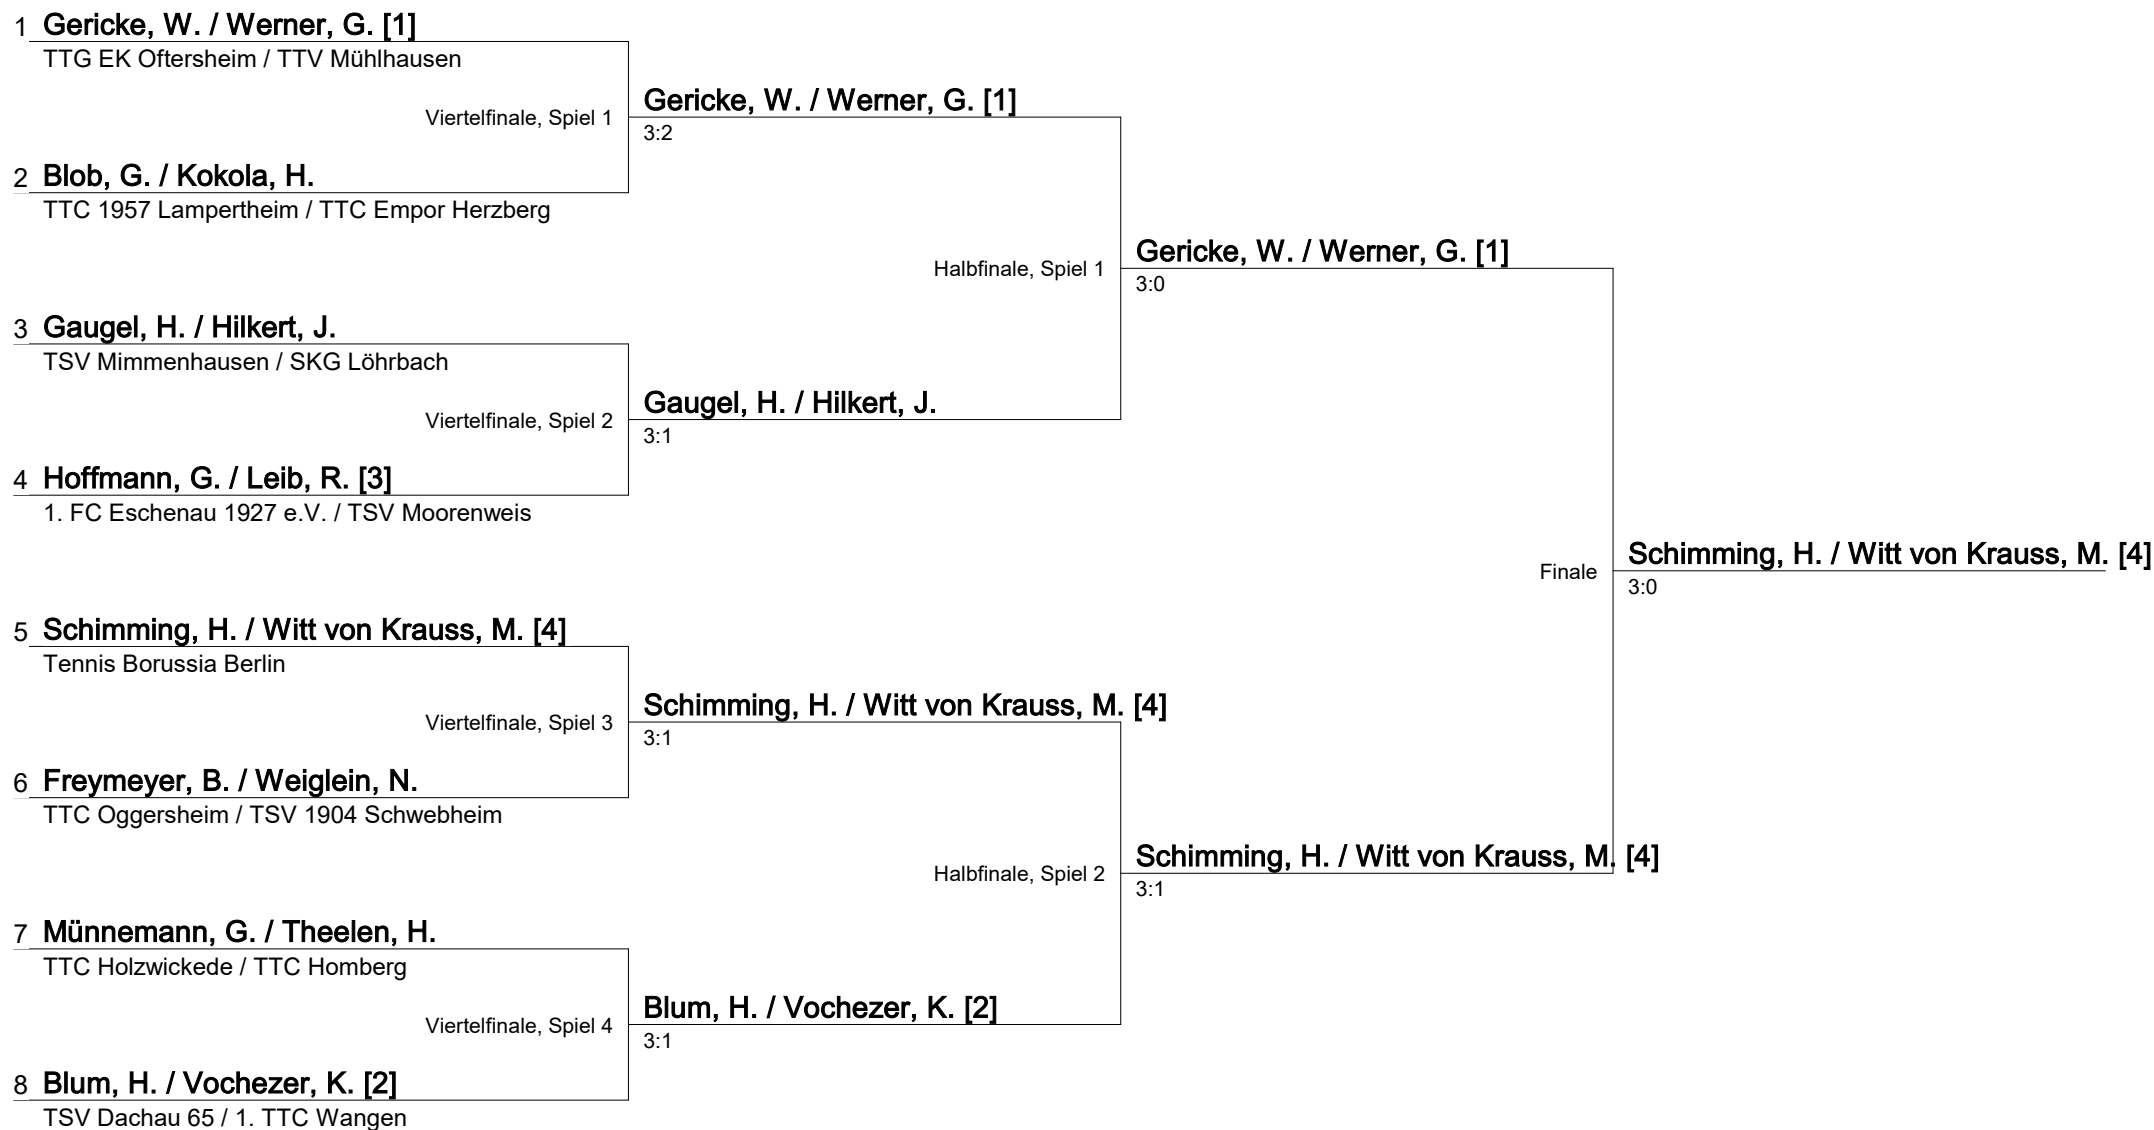 1 Gericke, W. / Werner, G. [1]
TTG EK Oftersheim / TTV Mühlhausen
Viertelfinale, Spiel 1
Gericke, W. / Werner, G. [1]
3:2
2 Blob, G. / Kokola, H.
TTC 1957 Lampertheim / TTC Empor Herzberg
Halbfinale, Spiel 1
Gericke, W. / Werner, G. [1]
3:0
3 Gaugel, H. / Hilkert, J.
TSV Mimmenhausen / SKG Löhrbach
Viertelfinale, Spiel 2
Gaugel, H. / Hilkert, J.
3:1
4 Hoffmann, G. / Leib, R. [3]
1. FC Eschenau 1927 e.V. / TSV Moorenweis
Finale
Schimming, H. / Witt von Krauss, M. [4]
3:0
5 Schimming, H. / Witt von Krauss, M. [4]
Tennis Borussia Berlin
Viertelfinale, Spiel 3
Schimming, H. / Witt von Krauss, M. [4]
3:1
6 Freymeyer, B. / Weiglein, N.
TTC Oggersheim / TSV 1904 Schwebheim
Halbfinale, Spiel 2
Schimming, H. / Witt von Krauss, M. [4]
3:1
7 Münnemann, G. / Theelen, H.
TTC Holzwickede / TTC Homberg
Viertelfinale, Spiel 4
Blum, H. / Vochezer, K. [2]
3:1
8 Blum, H. / Vochezer, K. [2]
TSV Dachau 65 / 1. TTC Wangen